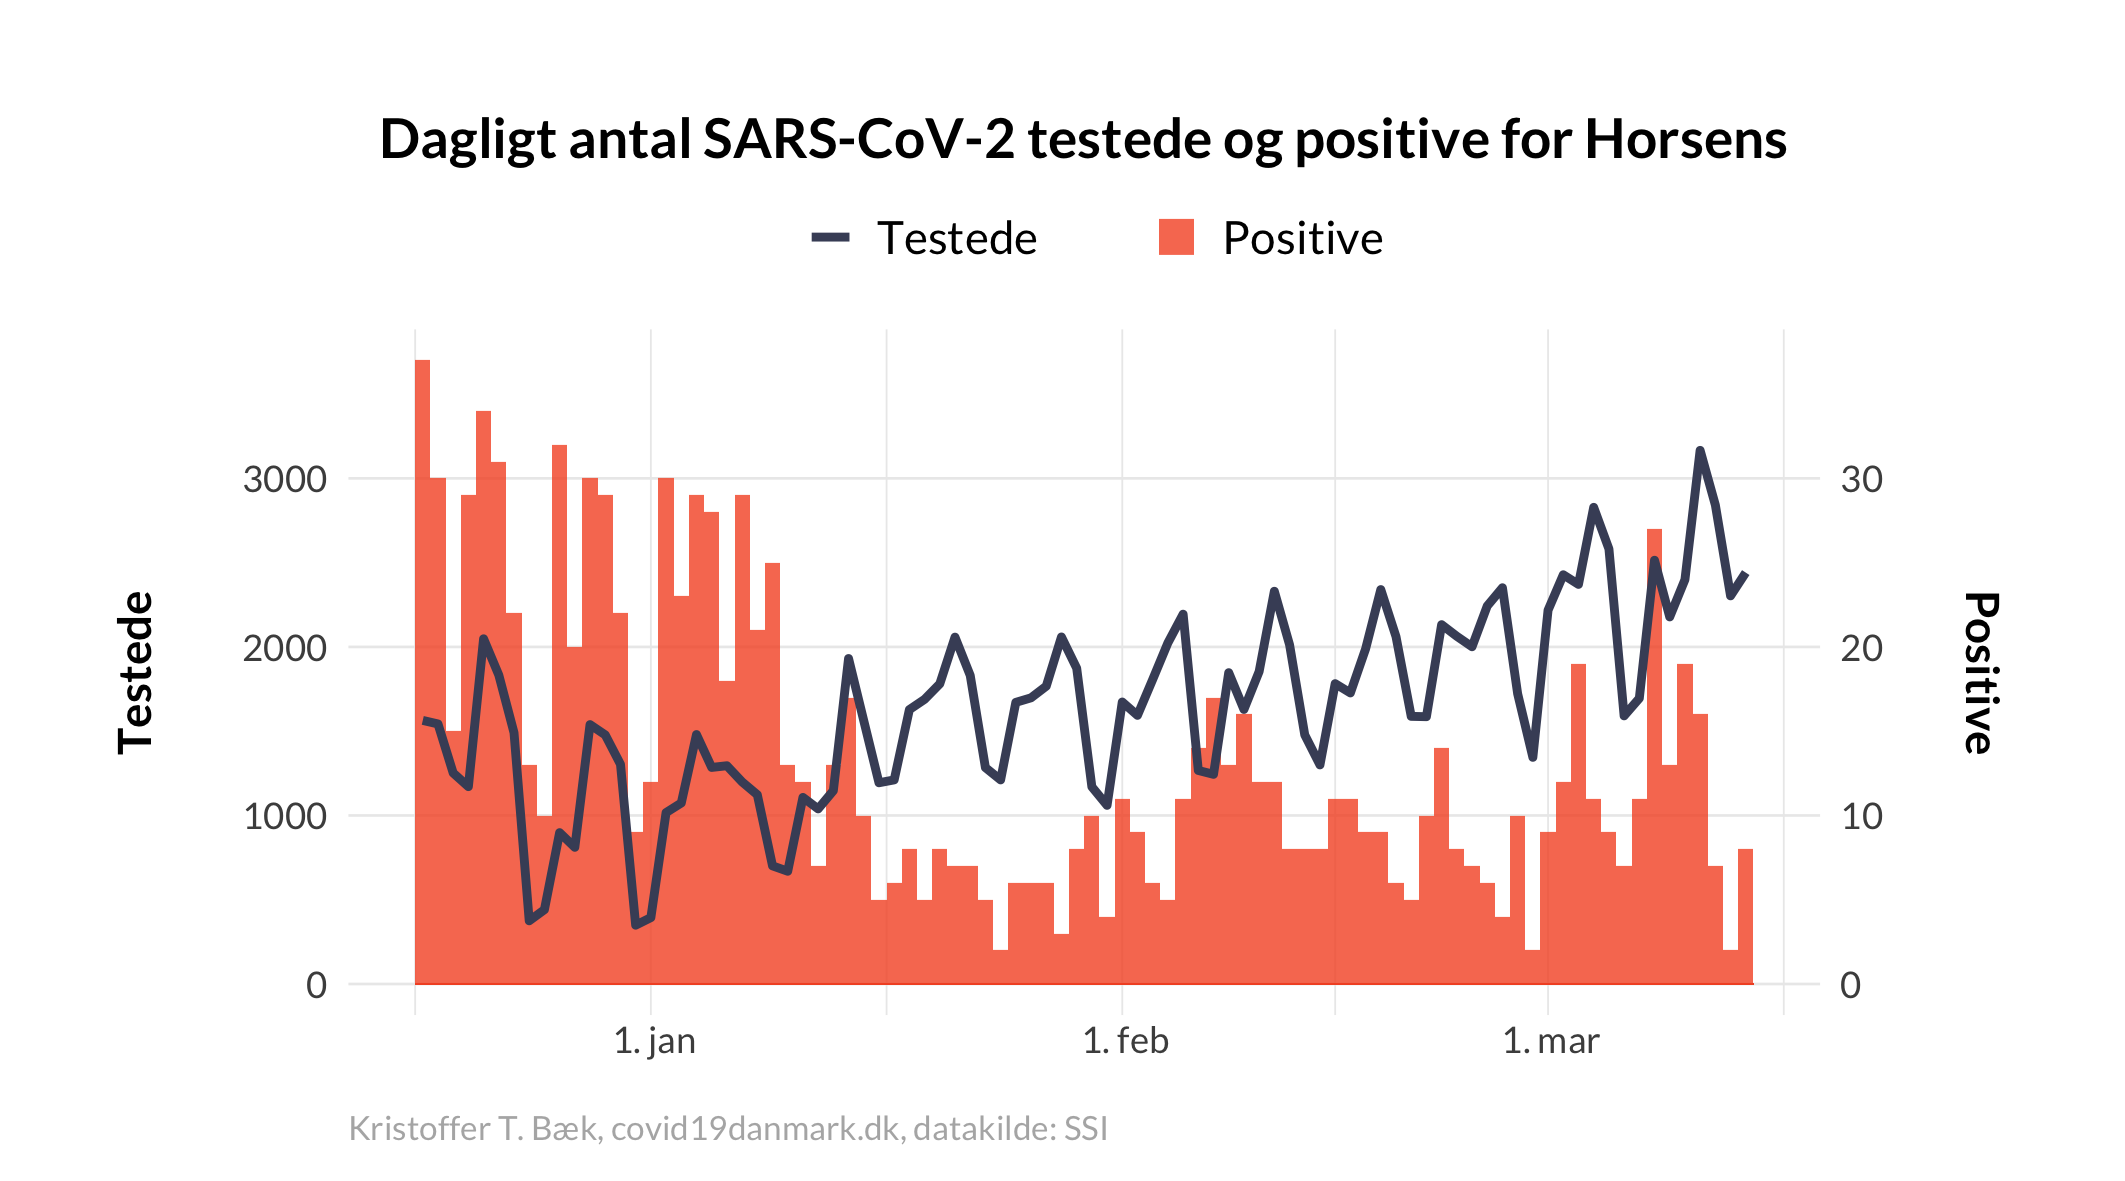 Dagligt antal SARS-CoV-2 testede og positive for Horsens
Testede
Positive
3000
2000
1000
0
30
20
10
0
Testede
Positive
1. jan
1. feb
1. mar
Kristoffer T. Bæk, covid19danmark.dk, datakilde: SSI